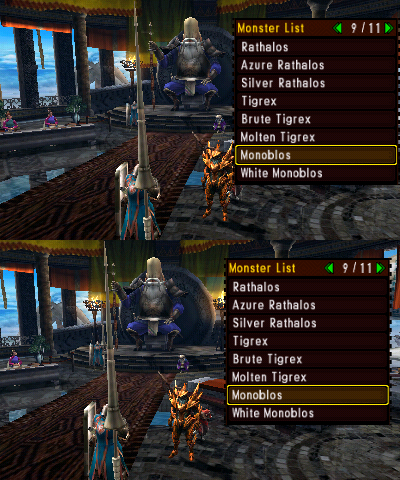 Monster List 9 / 11
Rathalos
Azure Rathalos
Silver Rathalos
Tigrex
Brute Tigrex
Molten Tigrex
Monoblos
White Monoblos
Monster List 9 / 11
Rathalos
Azure Rathalos
Silver Rathalos
Tigrex
Brute Tigrex
Molten Tigrex
Monoblos
White Monoblos